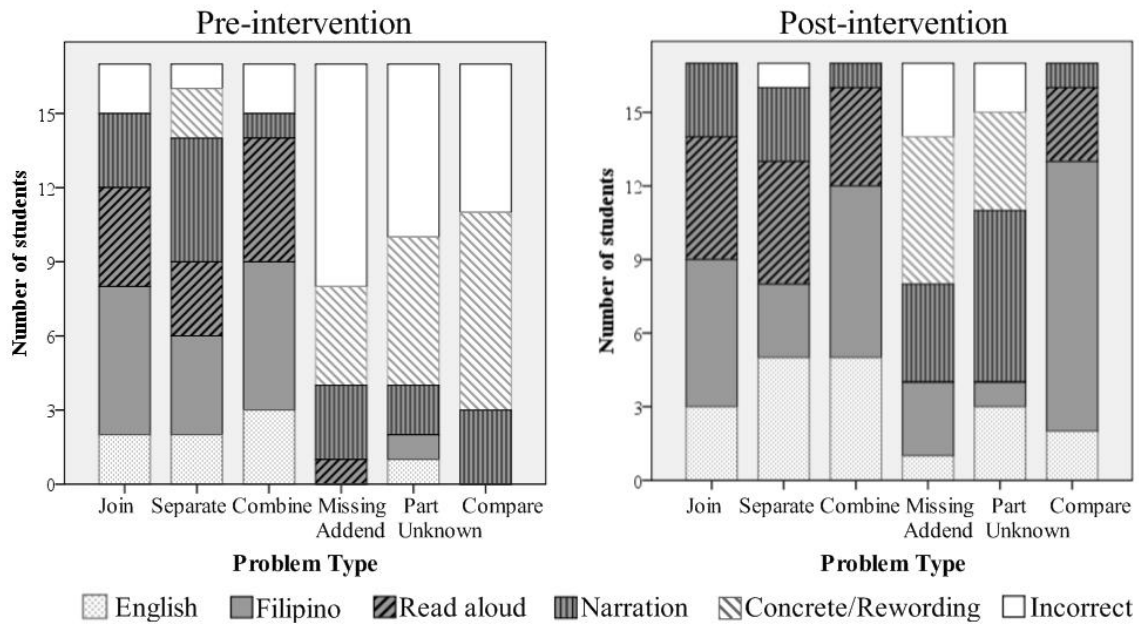 Pre-intervention
Number of students
15
12
9
6
3
0
Join Separate Combine Missing Addend Part Unknown Compare
Problem Type
Post-intervention
Number of students
15
12
9
6
3
0
Join Separate Combine Missing Addend Part Unknown Compare
Problem Type
English Filipino Read aloud Narration Concrete/Rewording Incorrect